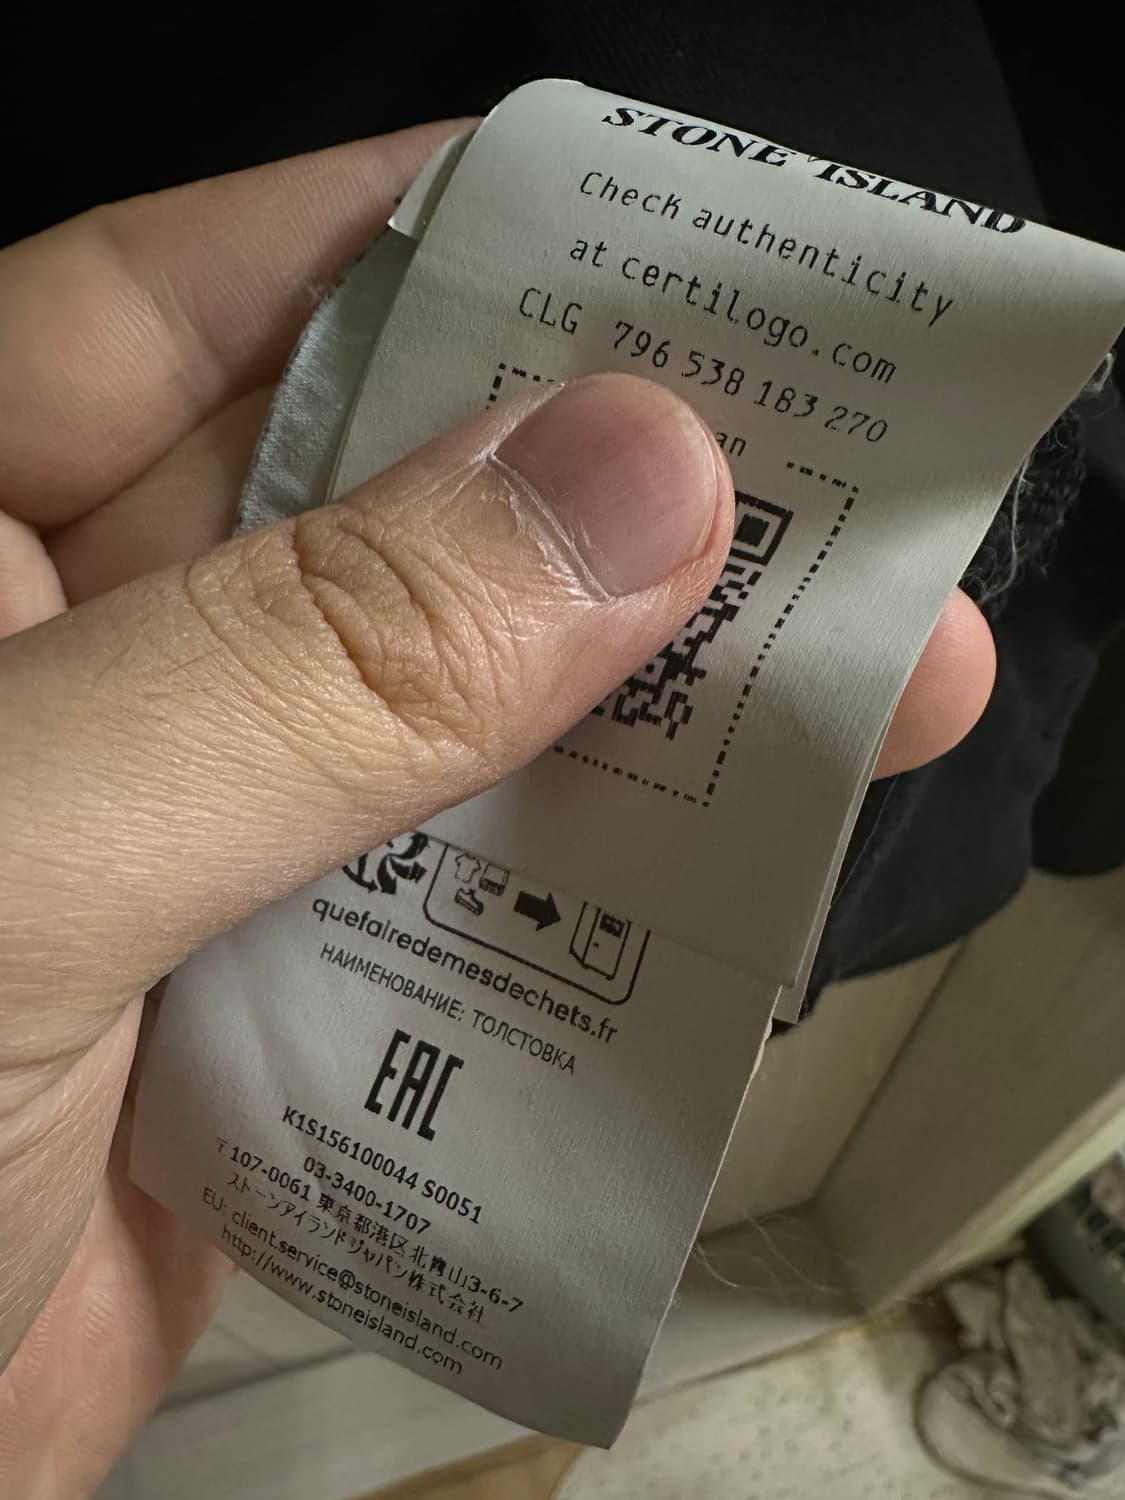 STONE ISLAND
Check authenticity
at certilogo.com
CLG 796 538 183 270
quefairedemesdechets.fr
НАИМЕНОВАНИЕ: ТОЛСТОВКА
EAC
K1S156100044 S0051
03-3400-1707
〒107-0061 東京都港区北青山3-6-7
ストーンアイランドジャパン株式会社
EU: client.service@stoneisland.com
http://www.stoneisland.com